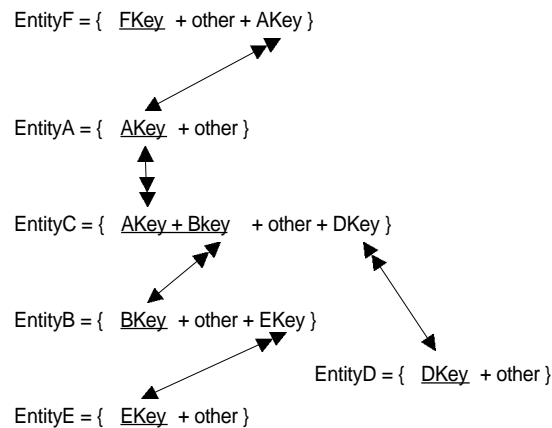 EntityF = { FKey + other + AKey }
EntityA = { AKey + other }
EntityC = { AKey + Bkey + other + DKey }
EntityB = { BKey + other + EKey }
EntityD = { DKey + other }
EntityE = { EKey + other }